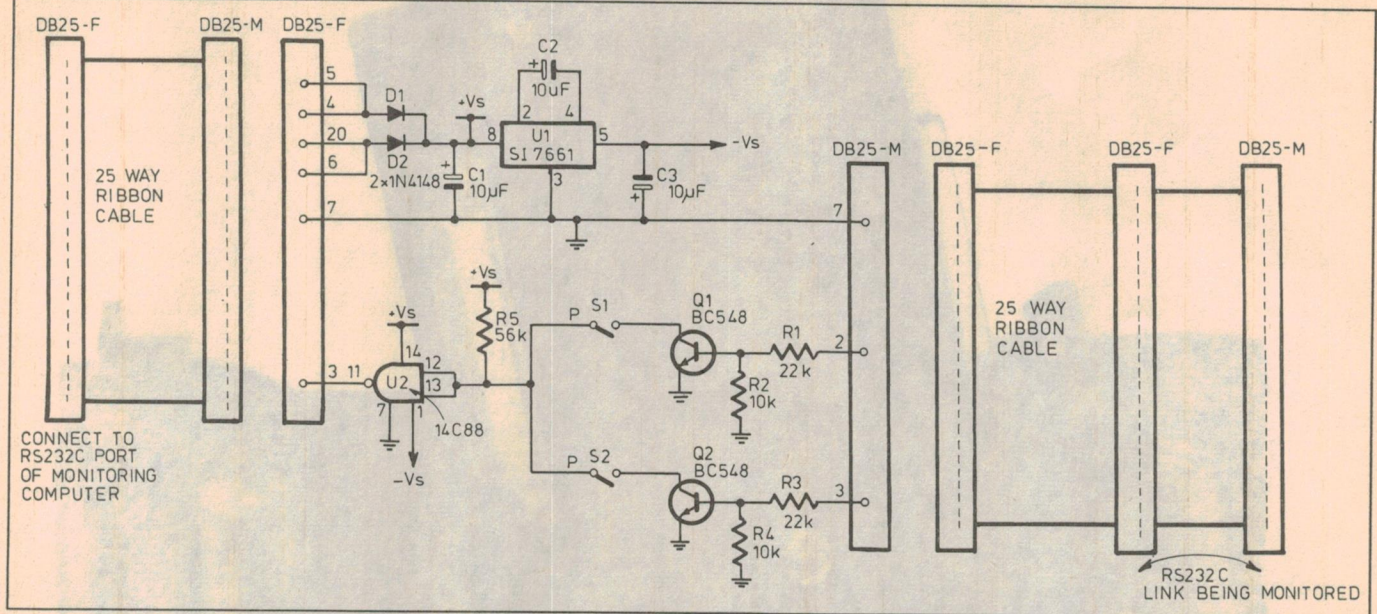 DB25-F
DB25-M
DB25-F
5
4
20
6
7
D1
D2
2x1N4148
+Vs
+
C1
10µF
8
C2
+
10uF
2
4
U1
SI 7661
3
5
-Vs
C3
10µF
+
DB25-M
7
DB25-F
DB25-F
DB25-M
25 WAY
RIBBON
CABLE
+Vs
R5
56k
+Vs
14
12
13
U2
3
11
7
1
14C88
-Vs
P
S1
Q1
BC548
R1
22k
2
R2
10k
P
S2
Q2
BC548
R3
22k
3
R4
10k
25 WAY
RIBBON
CABLE
CONNECT TO
RS232C PORT
OF MONITORING
COMPUTER
RS232C
LINK BEING MONITORED